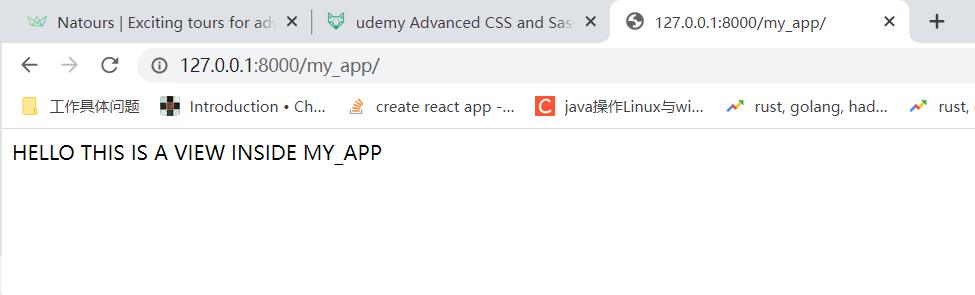 Natours | Exciting tours for adv
udemy Advanced CSS and Sas
127.0.0.1:8000/my_app/
127.0.0.1:8000/my_app/
工作具体问题
Introduction • Ch...
create react app -...
C java操作Linux与wi...
rust, golang, had...
rust,
HELLO THIS IS A VIEW INSIDE MY_APP